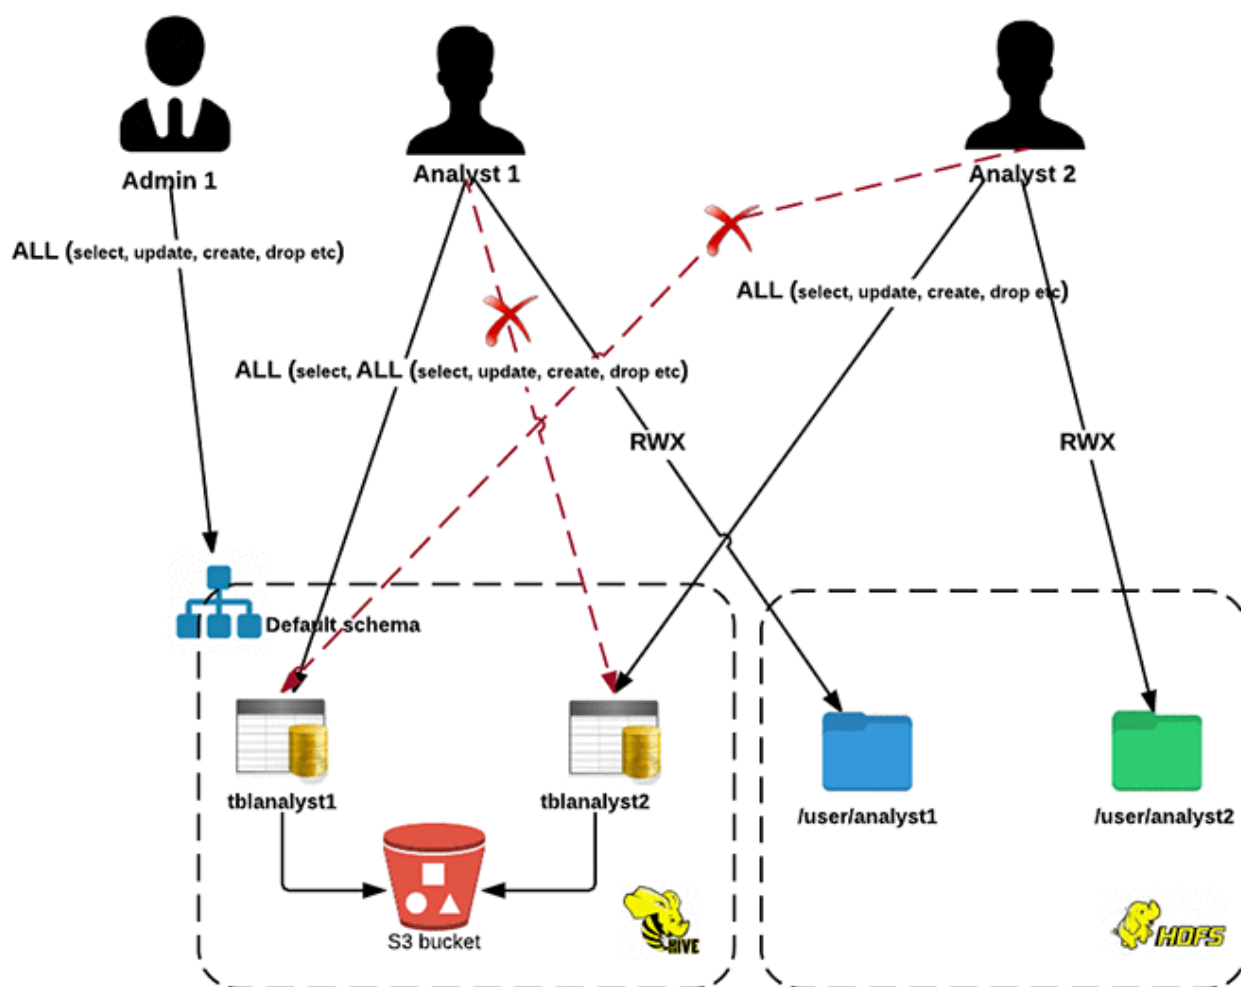 Admin 1
Analyst 1
Analyst 2
ALL (select, update, create, drop etc)
ALL (select, update, create, drop etc)
ALL (select, ALL (select, update, create, drop etc)
RWX
RWX
Default schema
tblanalyst1
tblanalyst2
/user/analyst1
/user/analyst2
S3 bucket
HIVE
HDFS